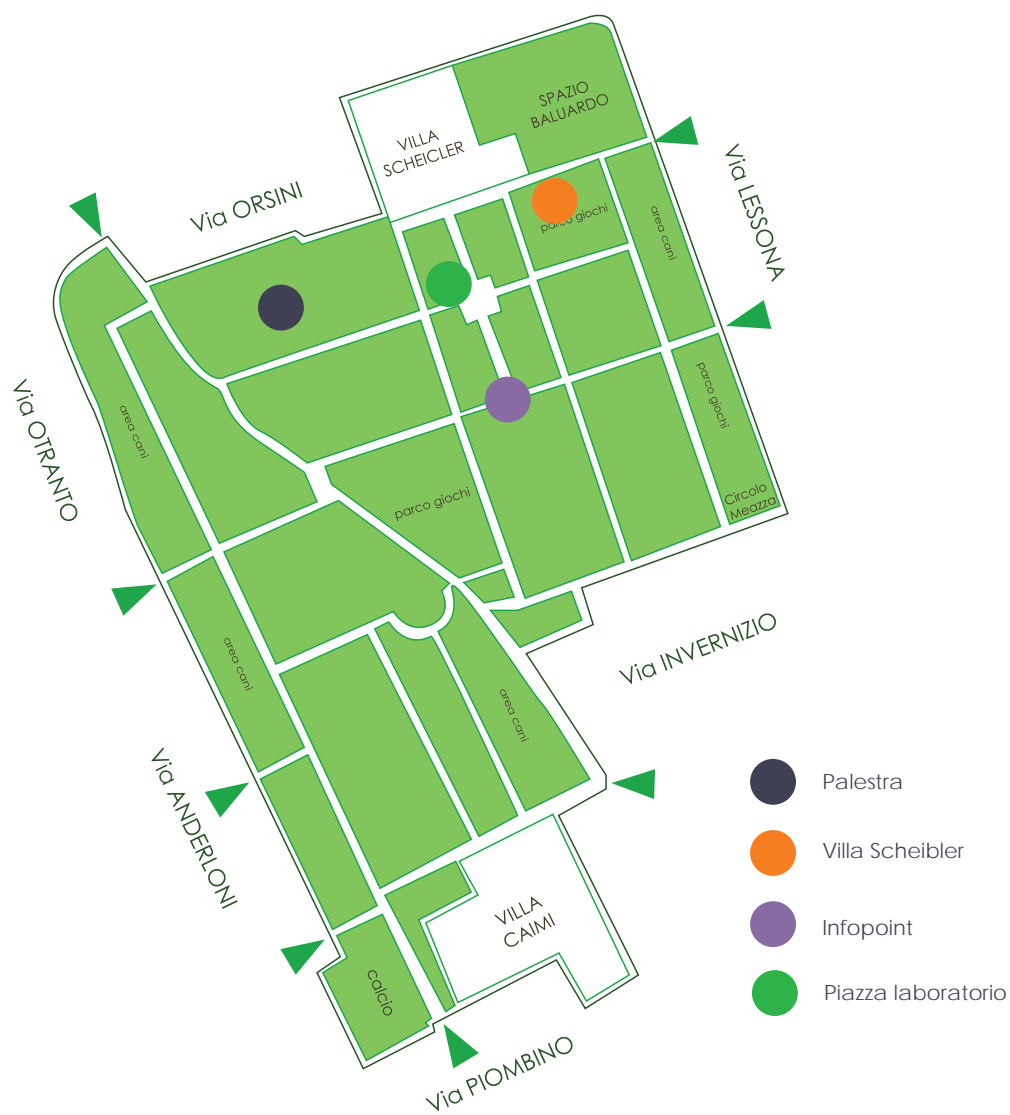 SPAZIO
BALUARDO
VILLA
SCHEICLER
Via ORSINI
Via LESSONA
parco giochi
area cani
parco giochi
Via OTRANTO
area cani
parco giochi
Circolo
Meazza
area cani
Via INVERNIZIO
area cani
Via ANDERLONI
VILLA
CAIMI
calcio
Via PIOMBINO
Palestra
Villa Scheibler
Infopoint
Piazza laboratorio